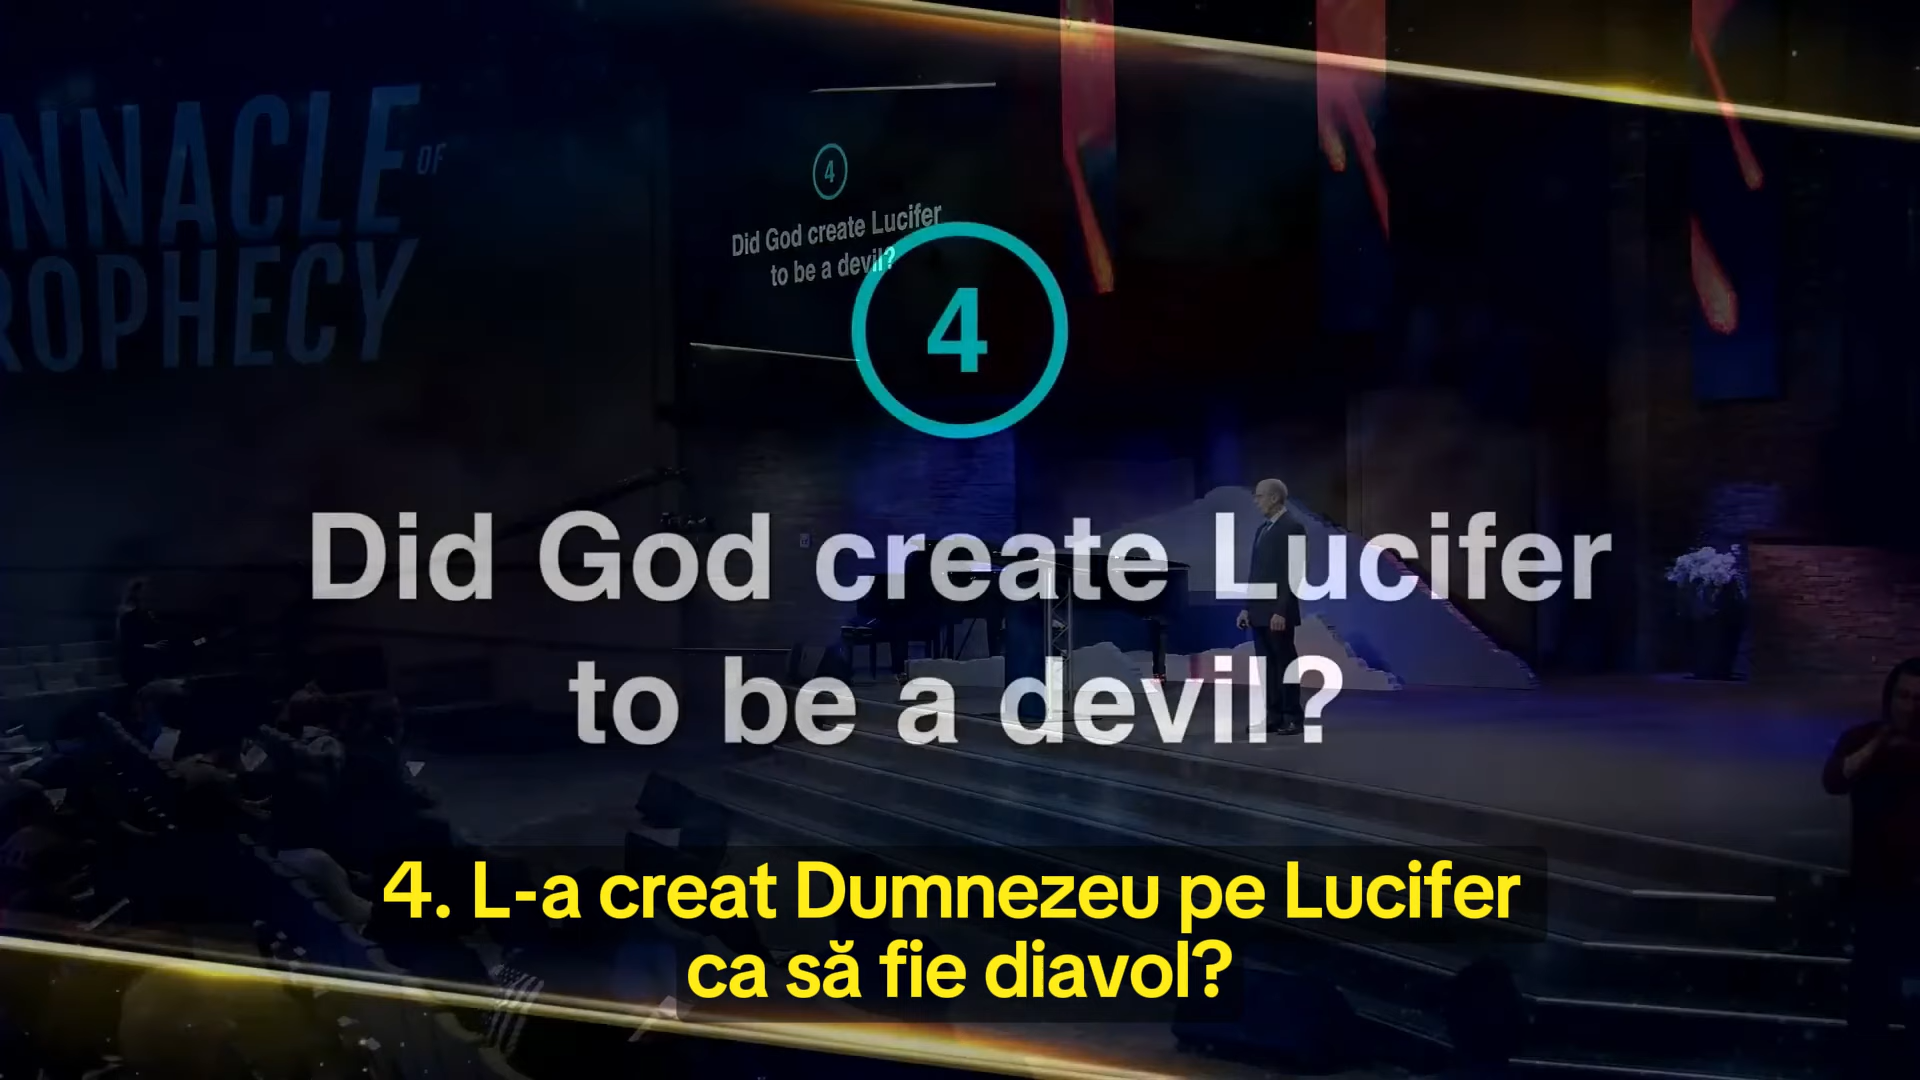 NNACLE OF
ROPHECY
4
Did God create Lucifer
to be a devil?
4
Did God create Lucifer
to be a devil?
4. L-a creat Dumnezeu pe Lucifer
ca să fie diavol?